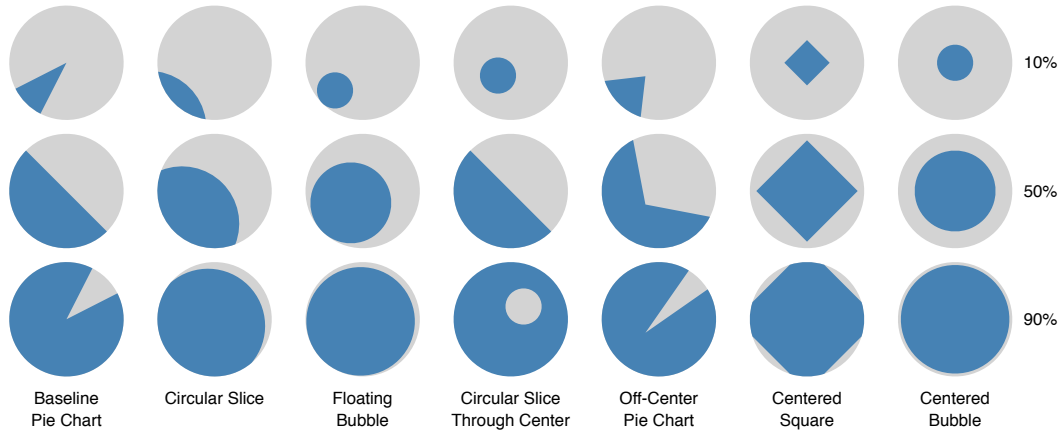 10%
50%
90%
Baseline
Pie Chart
Circular Slice
Floating
Bubble
Circular Slice
Through Center
Off-Center
Pie Chart
Centered
Square
Centered
Bubble